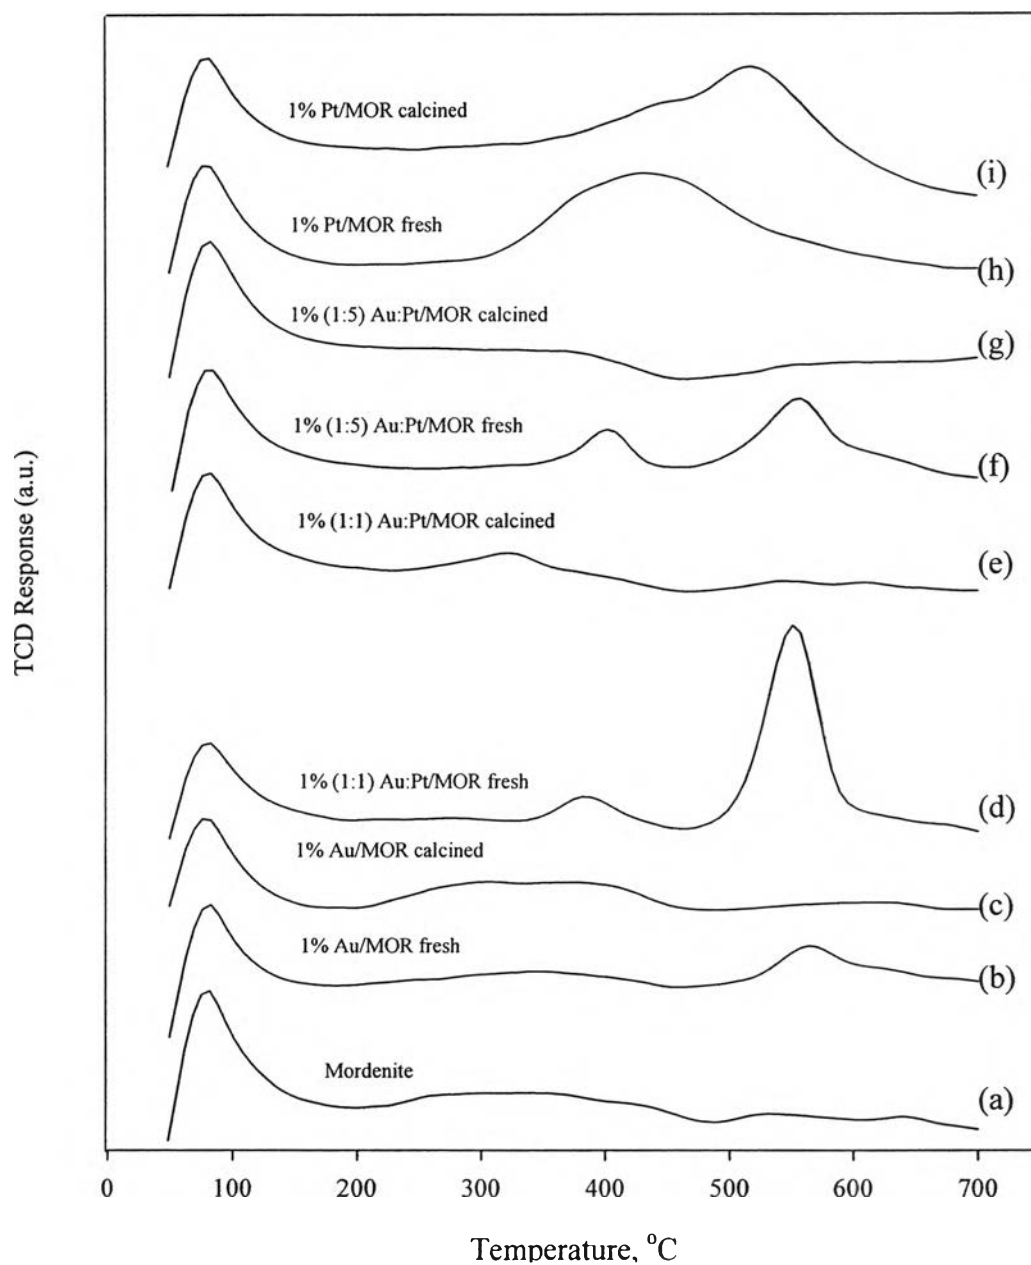 1% Pt/MOR calcined
(i)
1% Pt/MOR fresh
(h)
1% (1:5) Au:Pt/MOR calcined
(g)
1% (1:5) Au:Pt/MOR fresh
(f)
1% (1:1) Au:Pt/MOR calcined
(e)
TCD Response (a.u.)
1% (1:1) Au:Pt/MOR fresh
(d)
1% Au/MOR calcined
(c)
1% Au/MOR fresh
(b)
Mordenite
(a)
0 100 200 300 400 500 600 700
Temperature, °C